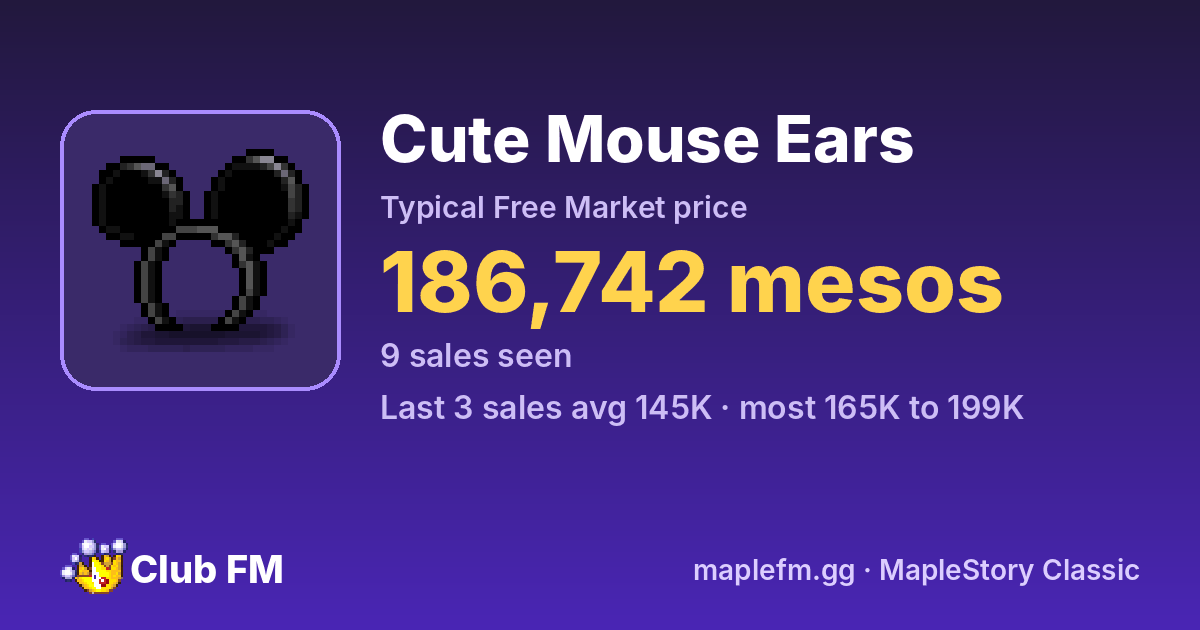 Cute Mouse Ears
Typical Free Market price
186,742 mesos
9 sales seen
Last 3 sales avg 145K · most 165K to 199K
Club FM
maplefm.gg · MapleStory Classic